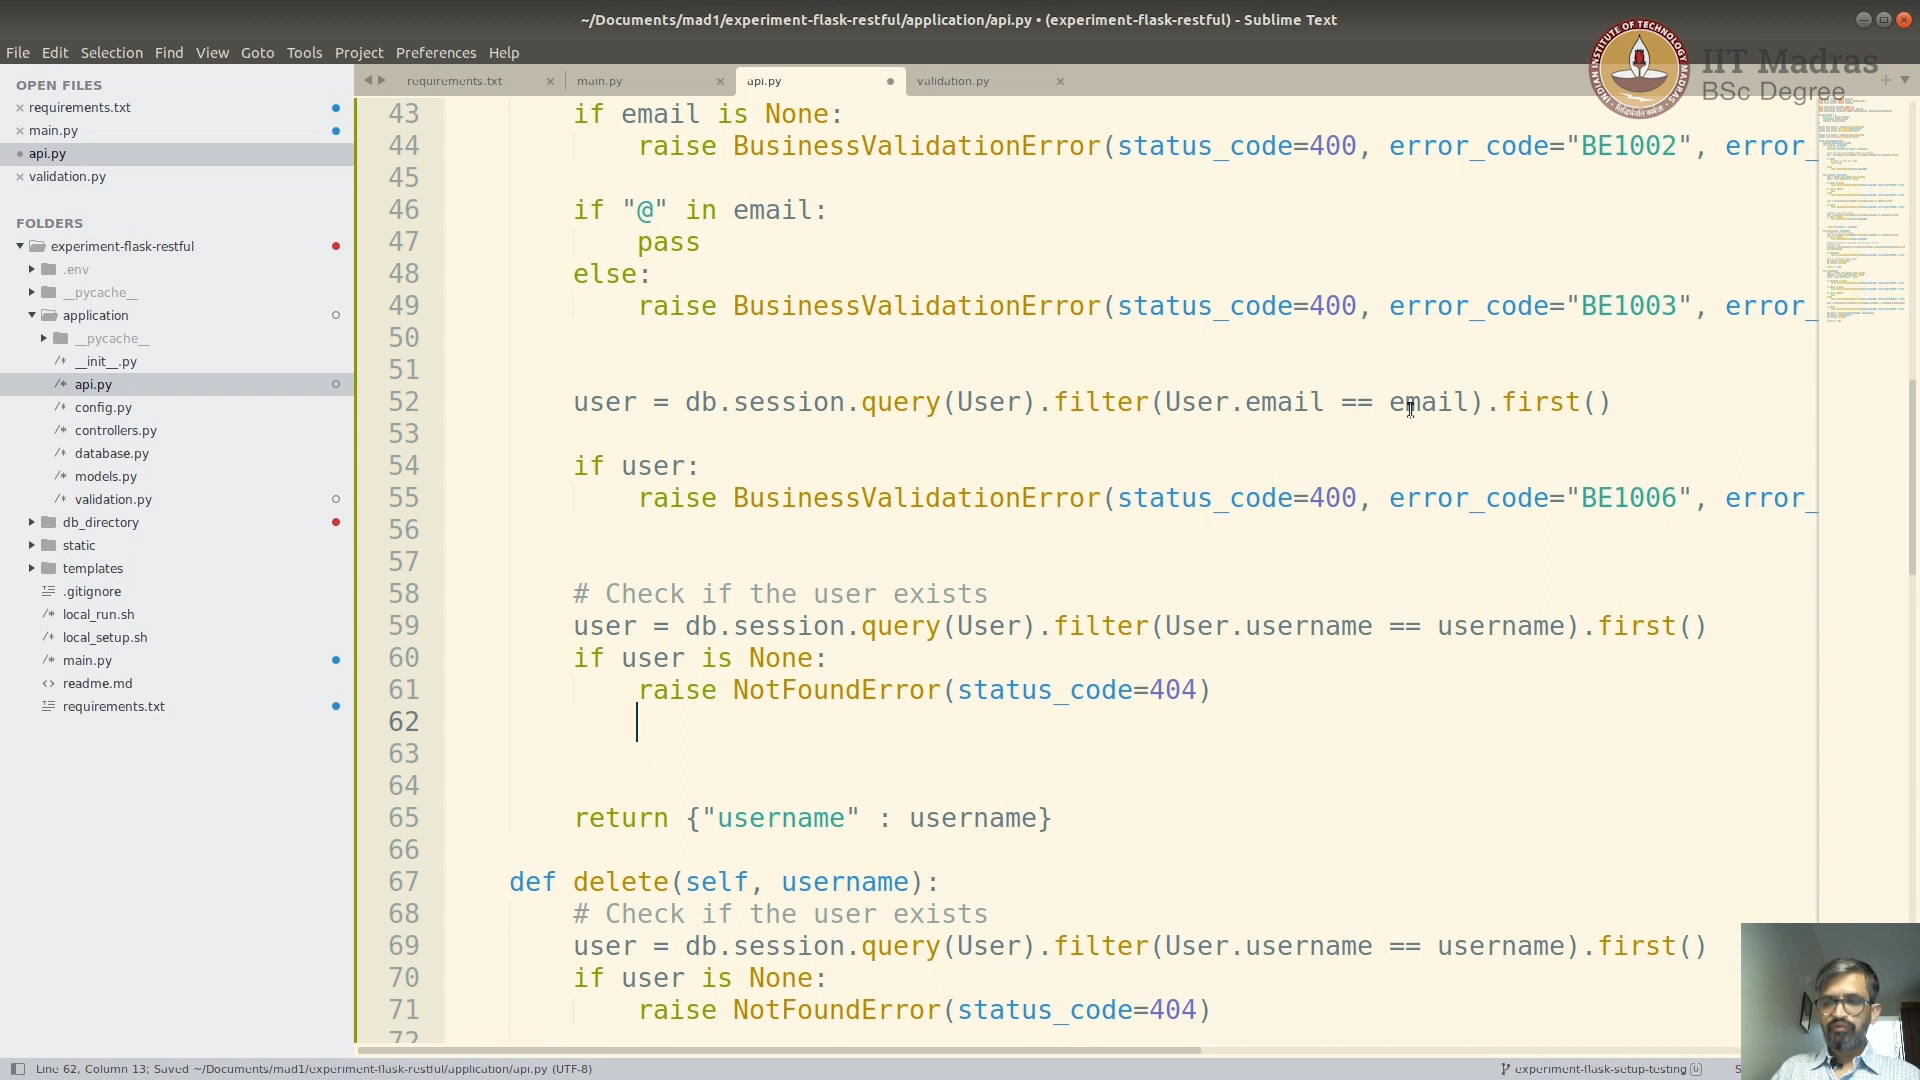 ~/Documents/mad1/experiment-flask-restful/application/api.py • (experiment-flask-restful) - Sublime Text
File Edit Selection Find View Goto Tools Project Preferences Help
IIT Madras
BSc Degree
INDIAN INSTITUTE OF TECHNOLOGY MADRAS
OPEN FILES
requirements.txt
main.py
api.py
validation.py
FOLDERS
experiment-flask-restful
.env
__pycache__
application
__pycache__
__init__.py
api.py
config.py
controllers.py
database.py
models.py
validation.py
db_directory
static
templates
.gitignore
local_run.sh
local_setup.sh
main.py
readme.md
requirements.txt
requirements.txt main.py api.py validation.py
43 if email is None:
44 raise BusinessValidationError(status_code=400, error_code="BE1002", error_
45
46 if "@" in email:
47 pass
48 else:
49 raise BusinessValidationError(status_code=400, error_code="BE1003", error_
50
51
52 user = db.session.query(User).filter(User.email == email).first()
53
54 if user:
55 raise BusinessValidationError(status_code=400, error_code="BE1006", error_
56
57
58 # Check if the user exists
59 user = db.session.query(User).filter(User.username == username).first()
60 if user is None:
61 raise NotFoundError(status_code=404)
62
63
64
65 return {"username" : username}
66
67 def delete(self, username):
68 # Check if the user exists
69 user = db.session.query(User).filter(User.username == username).first()
70 if user is None:
71 raise NotFoundError(status_code=404)
72
Line 62, Column 13; Saved ~/Documents/mad1/experiment-flask-restful/application/api.py (UTF-8)
experiment-flask-setup-testing